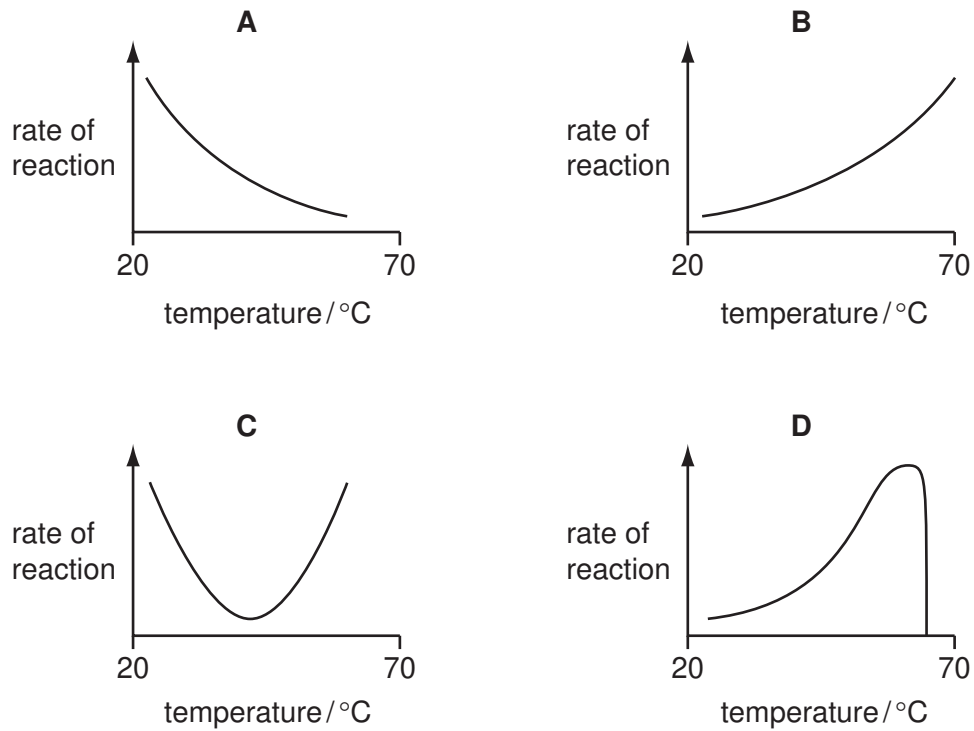 A
rate of
reaction
20
70
temperature / °C
B
rate of
reaction
20
70
temperature / °C
C
rate of
reaction
20
70
temperature / °C
D
rate of
reaction
20
70
temperature / °C